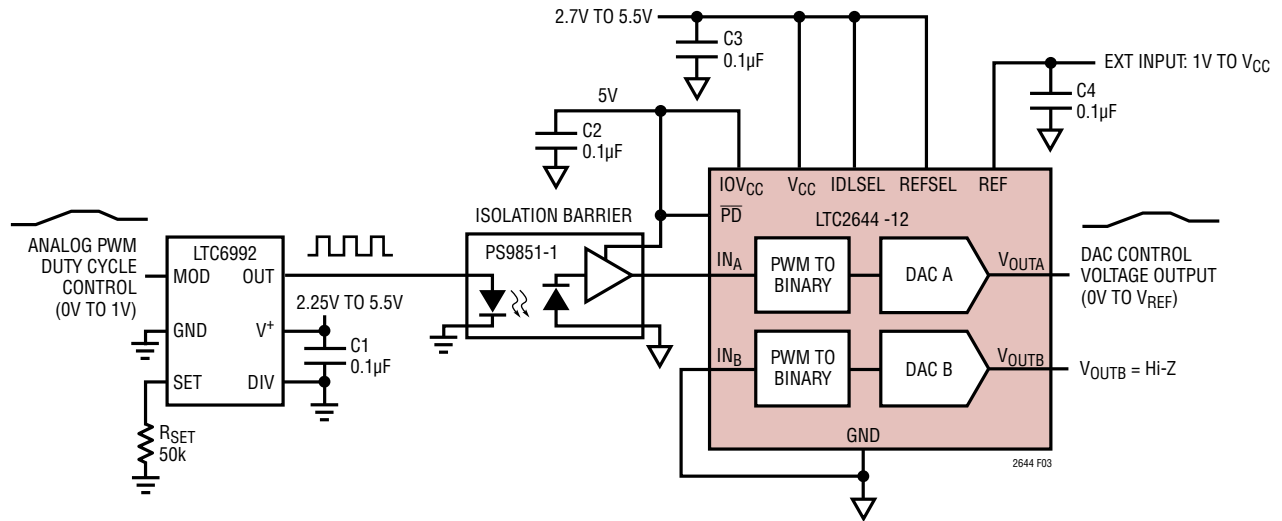 2.7V TO 5.5V
C3
0.1µF
EXT INPUT: 1V TO VCC
C4
0.1µF
5V
C2
0.1µF
IOVCC
VCC
IDLSEL
REFSEL
REF
PD
LTC2644 -12
ISOLATION BARRIER
PS9851-1
ANALOG PWM
DUTY CYCLE
CONTROL
(0V TO 1V)
LTC6992
MOD
OUT
GND
V+
SET
DIV
2.25V TO 5.5V
C1
0.1µF
RSET
50k
INA
PWM TO
BINARY
DAC A
VOUTA
DAC CONTROL
VOLTAGE OUTPUT
(0V TO VREF)
INB
PWM TO
BINARY
DAC B
VOUTB
VOUTB = Hi-Z
GND
2644 F03